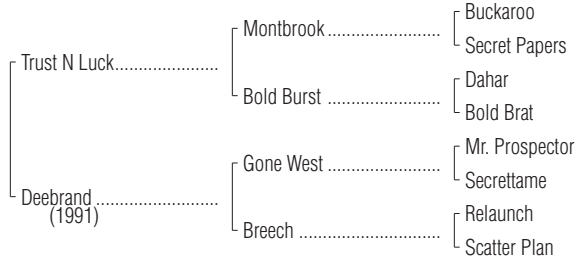 Buckaroo
Montbrook
Secret Papers
Trust N Luck
Dahar
Bold Burst
Bold Brat
Mr. Prospector
Gone West
Secrettame
Deebrand
(1991)
Relaunch
Breech
Scatter Plan